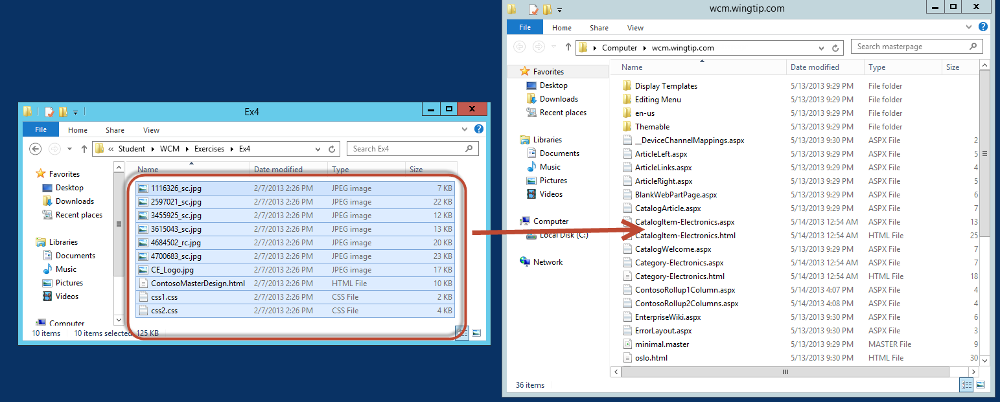 Ex4
File Home Share View
« Student WCM Exercises Ex4
Search Ex4
Favorites
Desktop
Downloads
Recent places
Libraries
Documents
Music
Pictures
Videos
Computer
Name Date modified Type Size
1116326_sc.jpg 2/7/2013 2:26 PM JPEG image 7 KB
2597021_sc.jpg 2/7/2013 2:26 PM JPEG image 22 KB
3455925_sc.jpg 2/7/2013 2:26 PM JPEG image 12 KB
3615043_sc.jpg 2/7/2013 2:26 PM JPEG image 13 KB
4684502_rc.jpg 2/7/2013 2:26 PM JPEG image 20 KB
4700683_sc.jpg 2/7/2013 2:26 PM JPEG image 23 KB
CE_Logo.jpg 2/7/2013 2:26 PM JPEG image 17 KB
ContosoMasterDesign.html 2/7/2013 2:26 PM HTML File 10 KB
css1.css 2/7/2013 2:26 PM CSS File 2 KB
css2.css 2/7/2013 2:26 PM CSS File 4 KB
10 items 10 items selected 125 KB
wcm.wingtip.com
File Home Share View
Computer wcm.wingtip.com
Search masterpage
Favorites
Desktop
Downloads
Recent places
Libraries
Documents
Music
Pictures
Videos
Computer
Local Disk (C:)
Network
Name Date modified Type Size
Display Templates 5/13/2013 9:29 PM File folder
Editing Menu 5/13/2013 9:29 PM File folder
en-us 5/13/2013 9:29 PM File folder
Themable 5/13/2013 9:29 PM File folder
__DeviceChannelMappings.aspx 5/13/2013 9:30 PM ASPX File 2
ArticleLeft.aspx 5/13/2013 9:29 PM ASPX File 5
ArticleLinks.aspx 5/13/2013 9:29 PM ASPX File 4
ArticleRight.aspx 5/13/2013 9:29 PM ASPX File 5
BlankWebPartPage.aspx 5/13/2013 9:29 PM ASPX File 6
CatalogArticle.aspx 5/13/2013 9:29 PM ASPX File 7
CatalogItem-Electronics.aspx 5/14/2013 12:54 AM ASPX File 13
CatalogItem-Electronics.html 5/14/2013 12:54 AM HTML File 25
CatalogWelcome.aspx 5/13/2013 9:29 PM ASPX File 7
Category-Electronics.aspx 5/14/2013 12:54 AM ASPX File 7
Category-Electronics.html 5/14/2013 12:54 AM HTML File 18
ContosoRollup1Column.aspx 5/14/2013 4:07 PM ASPX File 4
ContosoRollup2Columns.aspx 5/14/2013 4:08 PM ASPX File 4
EnterpriseWiki.aspx 5/13/2013 9:30 PM ASPX File 6
ErrorLayout.aspx 5/13/2013 9:30 PM ASPX File 3
minimal.master 5/13/2013 9:29 PM MASTER File 9
oslo.html 5/13/2013 9:30 PM HTML File 30
36 items